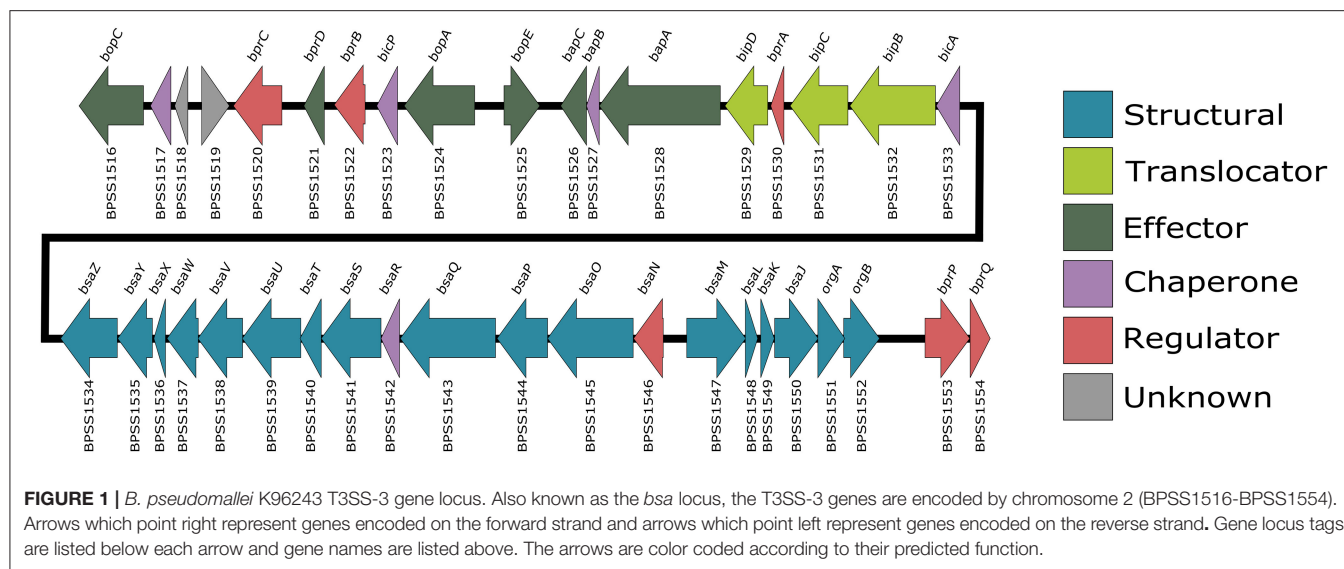 bopC bprC bprD bprB bicP bopA bopE bapC bapB bapA bipD bprA bipC bipB bicA
BPSS1516 BPSS1517 BPSS1518 BPSS1519 BPSS1520 BPSS1521 BPSS1522 BPSS1523 BPSS1524 BPSS1525 BPSS1526 BPSS1527 BPSS1528 BPSS1529 BPSS1530 BPSS1531 BPSS1532 BPSS1533
bsaZ bsaY bsaX bsaW bsaV bsaU bsaT bsaS bsaR bsaQ bsaP bsaO bsaN bsaM bsaL bsaK bsaJ orgA orgB bprP bprQ
BPSS1534 BPSS1535 BPSS1536 BPSS1537 BPSS1538 BPSS1539 BPSS1540 BPSS1541 BPSS1542 BPSS1543 BPSS1544 BPSS1545 BPSS1546 BPSS1547 BPSS1548 BPSS1549 BPSS1550 BPSS1551 BPSS1552 BPSS1553 BPSS1554
Structural
Translocator
Effector
Chaperone
Regulator
Unknown
FIGURE 1 | B. pseudomallei K96243 T3SS-3 gene locus. Also known as the bsa locus, the T3SS-3 genes are encoded by chromosome 2 (BPSS1516-BPSS1554).
Arrows which point right represent genes encoded on the forward strand and arrows which point left represent genes encoded on the reverse strand. Gene locus tags
are listed below each arrow and gene names are listed above. The arrows are color coded according to their predicted function.